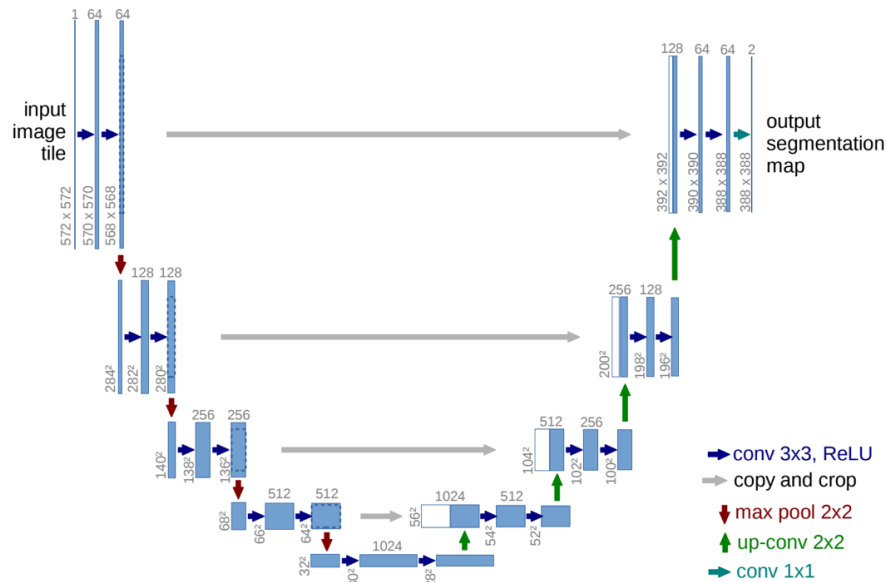 1 64 64
input
image
tile
572 x 572
570 x 570
568 x 568
128 64 64 2
output
segmentation
map
392 x 392
390 x 390
388 x 388
388 x 388
128 128
284²
282²
280²
256 128
200²
198²
196²
256 256
140²
138²
136²
512 256
104²
102²
100²
512 512
68²
66²
64²
1024 512
56²
54²
52²
1024
32²
conv 3x3, ReLU
copy and crop
max pool 2x2
up-conv 2x2
conv 1x1